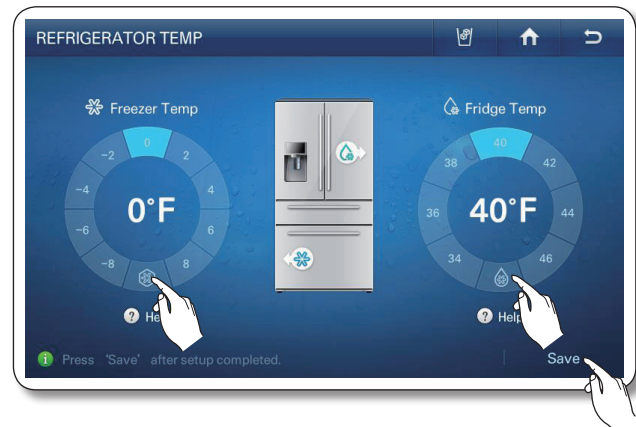 REFRIGERATOR TEMP
Freezer Temp
0
2
4
6
8
-8
-6
-4
-2
0°F
Help
Fridge Temp
40
42
44
46
34
36
38
40°F
Help
Press 'Save' after setup completed.
Save